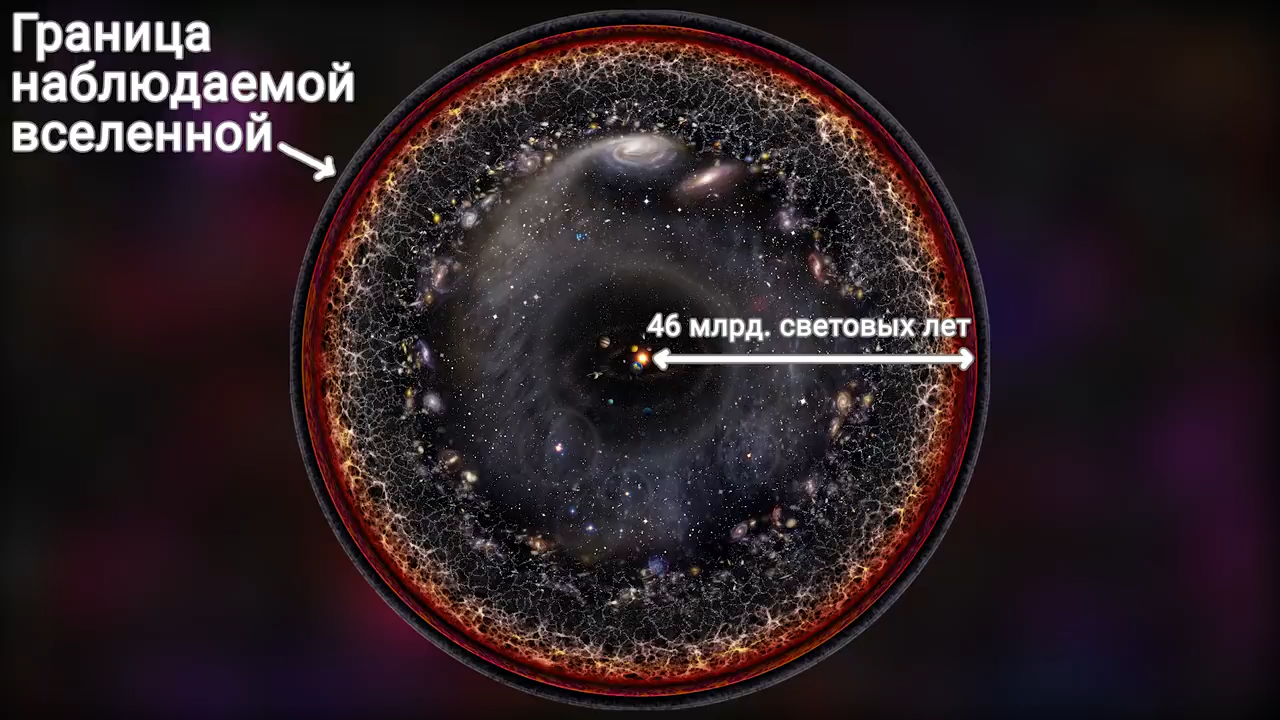 Граница
наблюдаемой
вселенной
46 млрд. световых лет